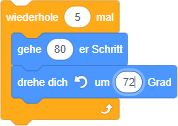 wiederhole 5 mal
gehe 80 er Schritt
drehe dich um 72 Grad